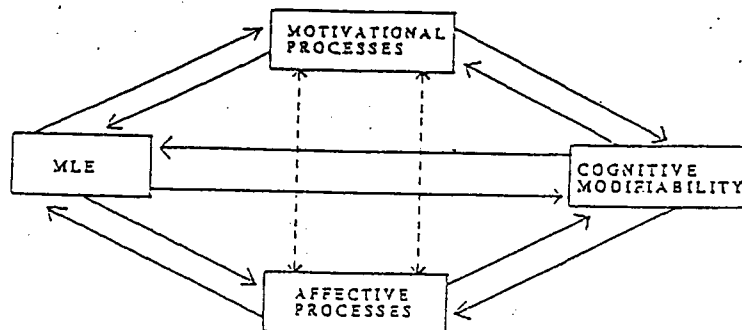 MOTIVATIONAL
PROCESSES
MLE
COGNITIVE
MODIFIABILITY
AFFECTIVE
PROCESSES